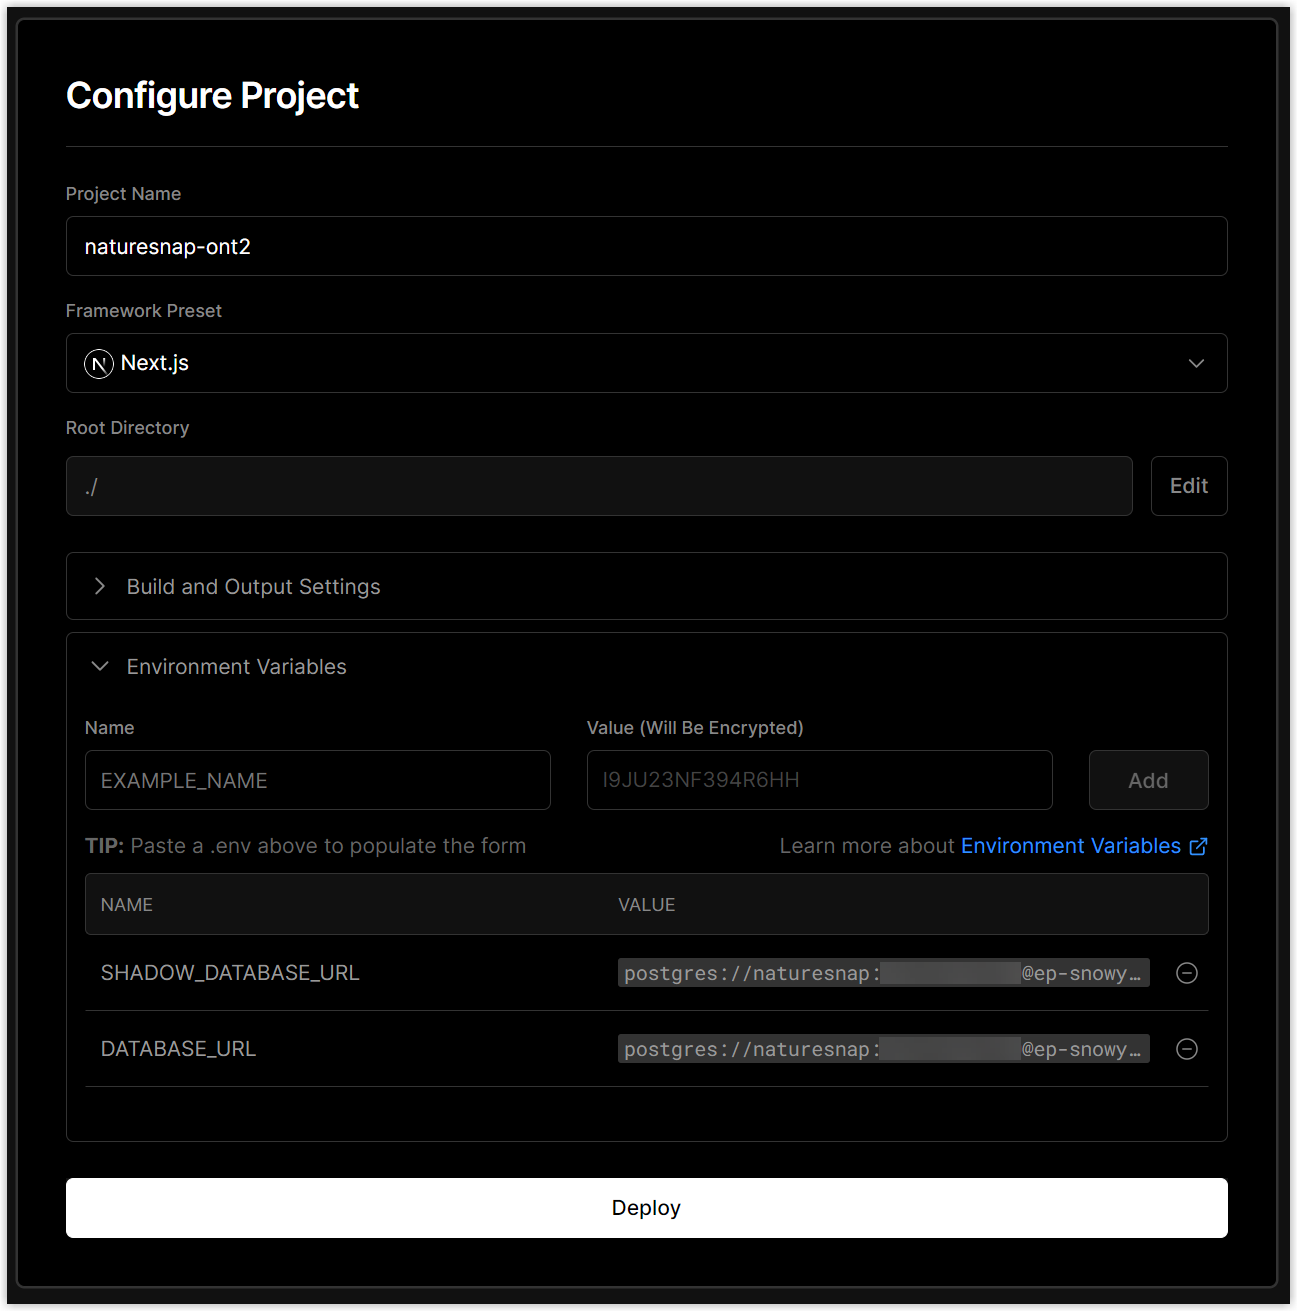 Configure Project
Project Name
naturesnap-ont2
Framework Preset
N Next.js
Root Directory
./ Edit
Build and Output Settings
Environment Variables
Name Value (Will Be Encrypted)
EXAMPLE_NAME I9JU23NF394R6HH Add
TIP: Paste a .env above to populate the form Learn more about Environment Variables
NAME VALUE
SHADOW_DATABASE_URL postgres://naturesnap: @ep-snowy…
DATABASE_URL postgres://naturesnap: @ep-snowy…
Deploy